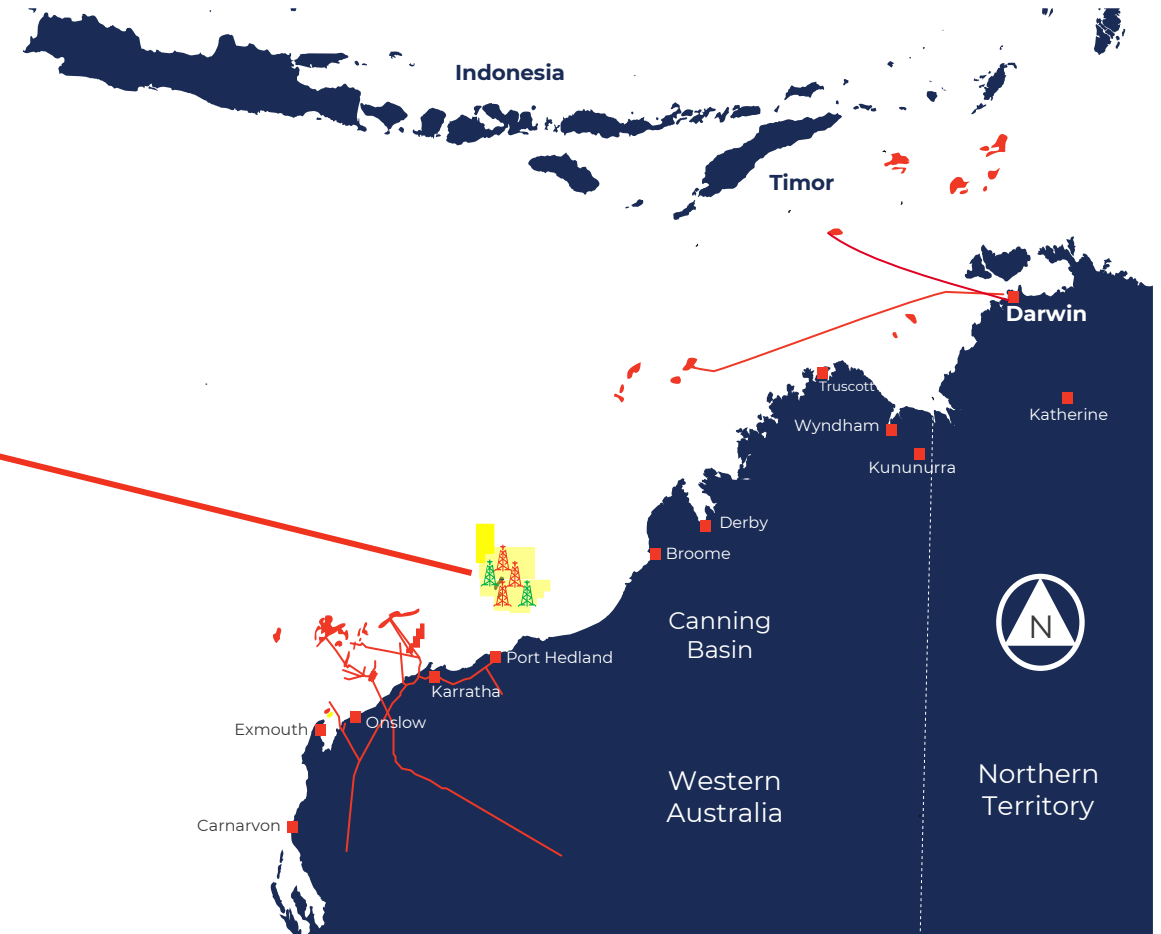 Indonesia
Timor
Darwin
Truscott
Katherine
Wyndham
Kununurra
Derby
Broome
Canning
Basin
N
Port Hedland
Karratha
Onslow
Exmouth
Western
Australia
Northern
Territory
Carnarvon